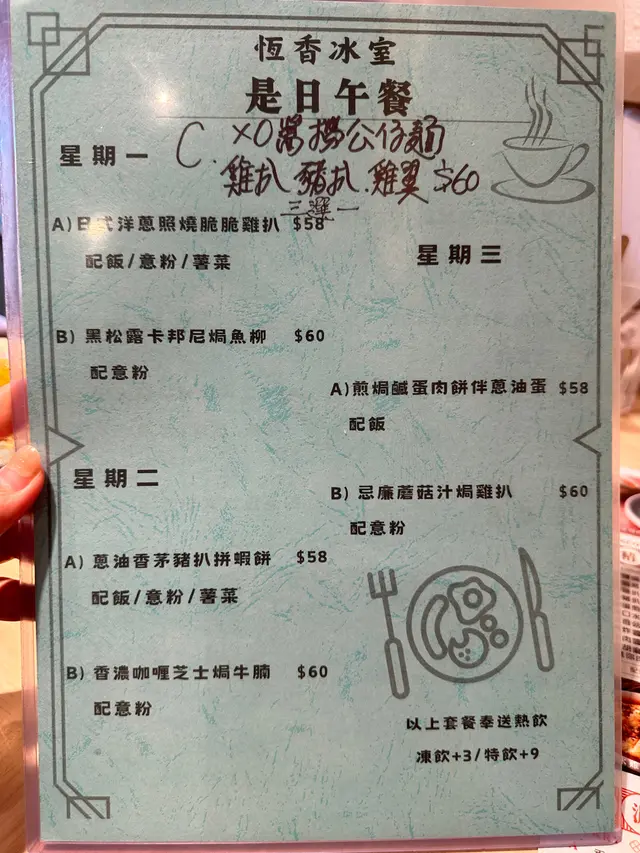 恆香冰室
是日午餐
C. XO醬撈公仔麵
雞扒 豬扒.雞翼 $60
三選一
星期一
A)日式洋蔥照燒脆脆雞扒 $58
配飯/意粉/薯菜
B) 黑松露卡邦尼焗魚柳 $60
配意粉
星期二
A) 蔥油香茅豬扒拼蝦餅 $58
配飯/意粉/薯菜
B) 香濃咖喱芝士焗牛腩 $60
配意粉
星期三
A)煎焗鹹蛋肉餅伴蔥油蛋 $58
配飯
B) 忌廉蘑菇汁焗雞扒 $60
配意粉
以上套餐奉送熱飲
凍飲+3/特飲+9